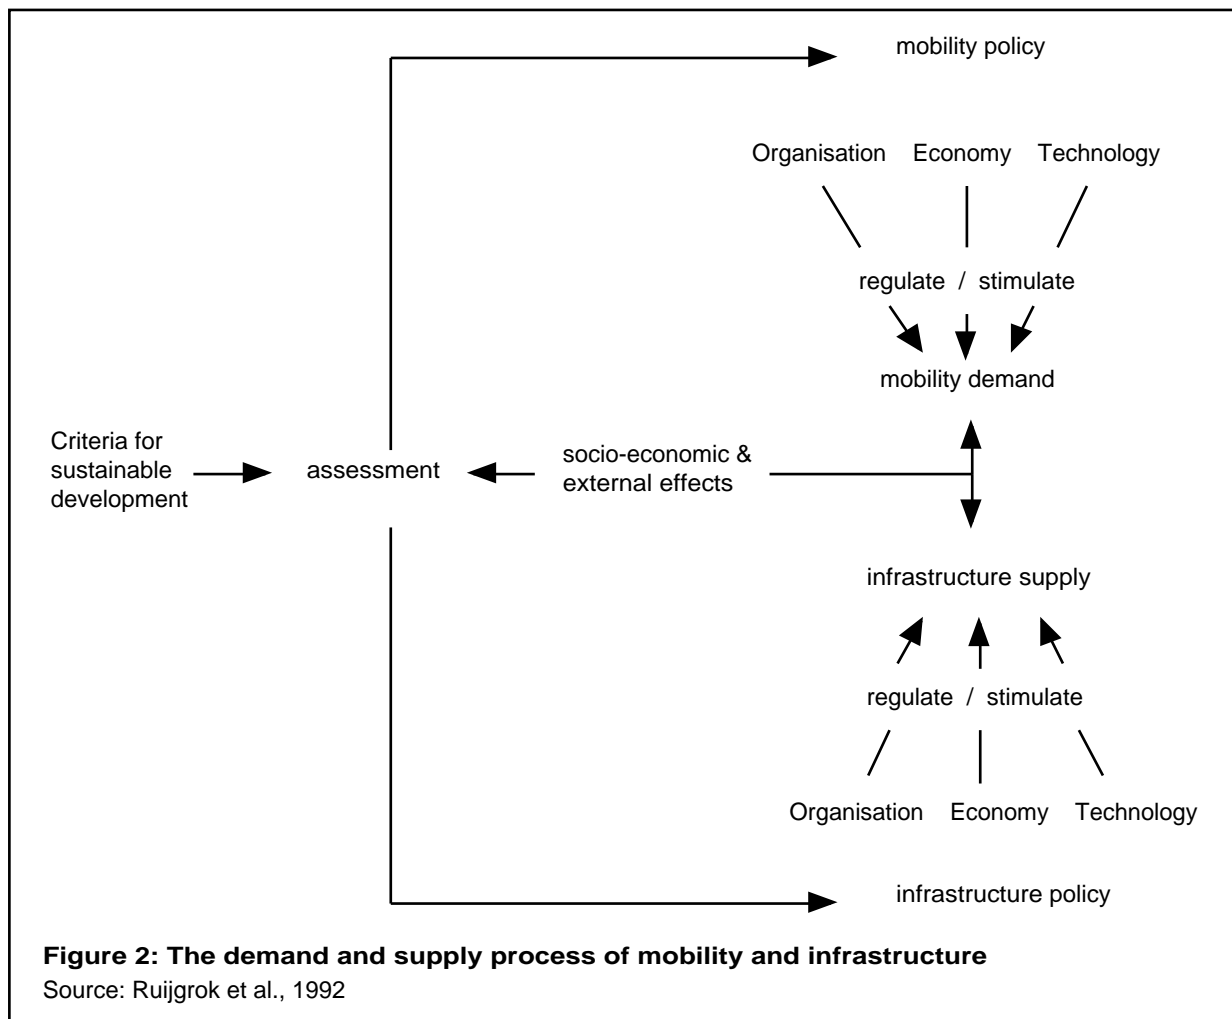 mobility policy
Organisation Economy Technology
regulate / stimulate
mobility demand
Criteria for
sustainable
development
assessment
socio-economic &
external effects
infrastructure supply
regulate / stimulate
Organisation Economy Technology
infrastructure policy
Figure 2: The demand and supply process of mobility and infrastructure
Source: Ruijgrok et al., 1992